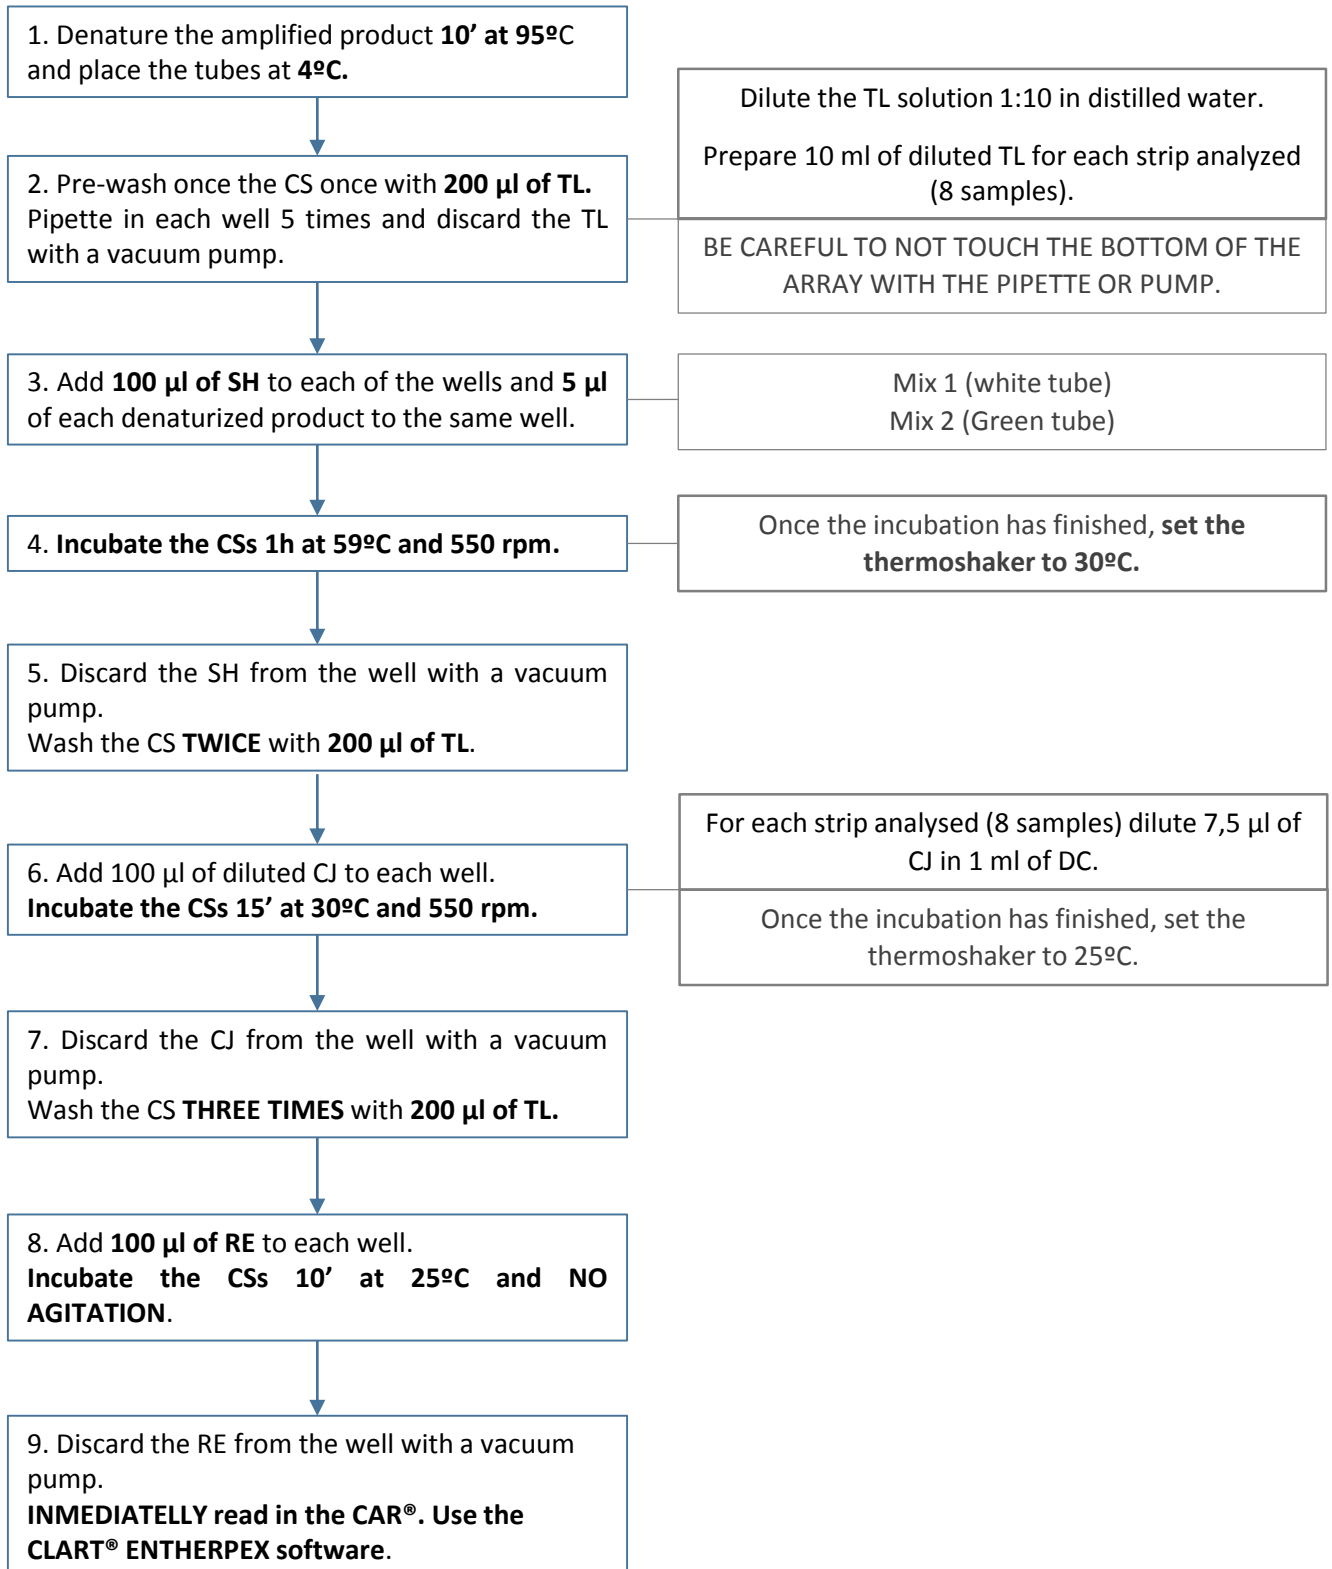 1. Denature the amplified product 10’ at 95ºC
and place the tubes at 4ºC.
Dilute the TL solution 1:10 in distilled water.
Prepare 10 ml of diluted TL for each strip analyzed
(8 samples).
2. Pre-wash once the CS once with 200 µl of TL.
Pipette in each well 5 times and discard the TL
with a vacuum pump.
BE CAREFUL TO NOT TOUCH THE BOTTOM OF THE
ARRAY WITH THE PIPETTE OR PUMP.
3. Add 100 µl of SH to each of the wells and 5 µl
of each denaturized product to the same well.
Mix 1 (white tube)
Mix 2 (Green tube)
4. Incubate the CSs 1h at 59ºC and 550 rpm.
Once the incubation has finished, set the
thermoshaker to 30ºC.
5. Discard the SH from the well with a vacuum
pump.
Wash the CS TWICE with 200 µl of TL.
6. Add 100 µl of diluted CJ to each well.
Incubate the CSs 15’ at 30ºC and 550 rpm.
For each strip analysed (8 samples) dilute 7,5 µl of
CJ in 1 ml of DC.
Once the incubation has finished, set the
thermoshaker to 25ºC.
7. Discard the CJ from the well with a vacuum
pump.
Wash the CS THREE TIMES with 200 µl of TL.
8. Add 100 µl of RE to each well.
Incubate the CSs 10’ at 25ºC and NO
AGITATION.
9. Discard the RE from the well with a vacuum
pump.
INMEDIATELLY read in the CAR®. Use the
CLART® ENTHERPEX software.